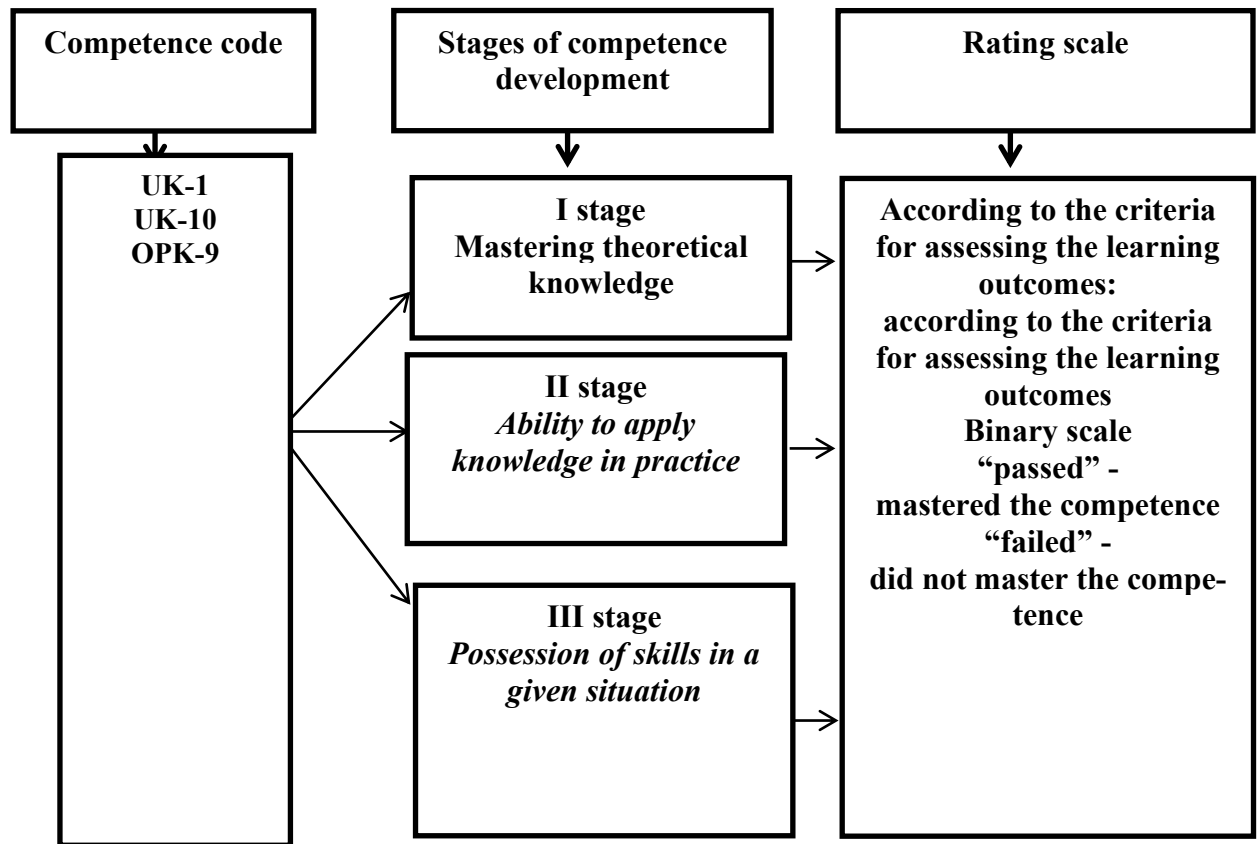 Competence code
Stages of competence
development
Rating scale
UK-1
UK-10
OPK-9
I stage
Mastering theoretical
knowledge
II stage
Ability to apply
knowledge in practice
III stage
Possession of skills in a
given situation
According to the criteria
for assessing the learning
outcomes:
according to the criteria
for assessing the learning
outcomes
Binary scale
“passed” -
mastered the competence
“failed” -
did not master the compe-
tence